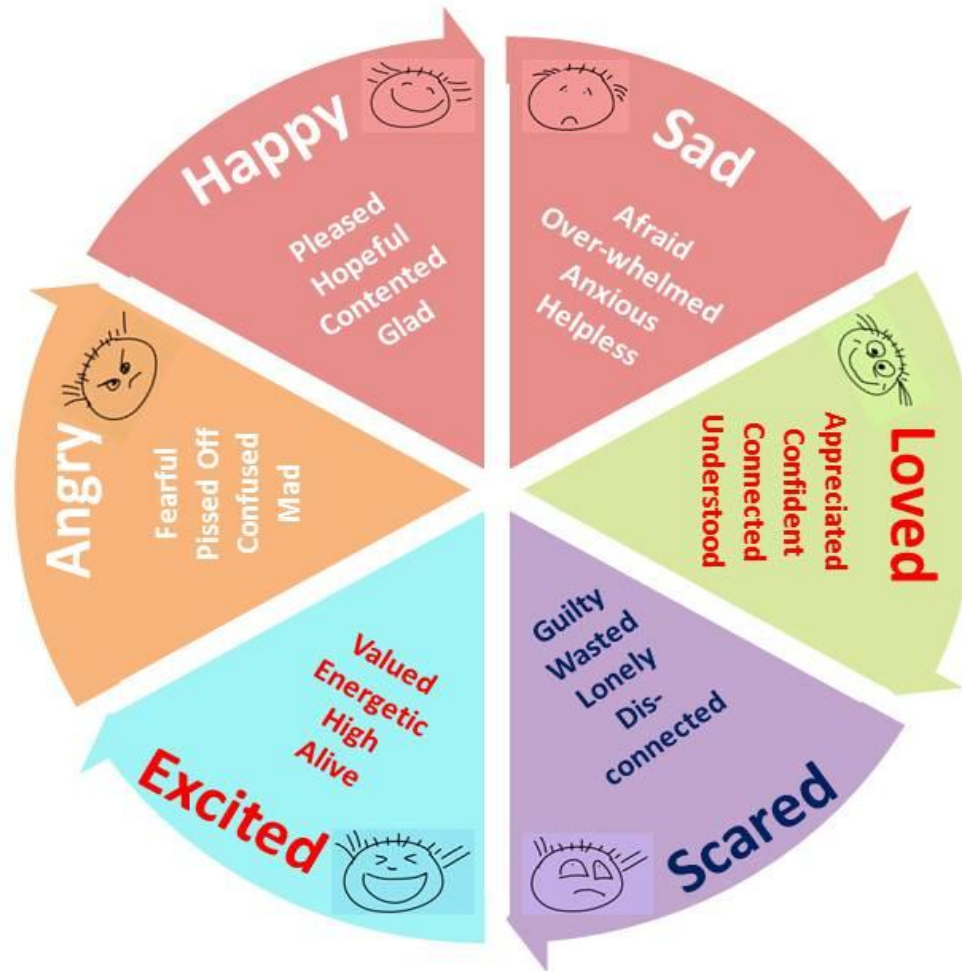 Happy
Pleased
Hopeful
Contented
Glad
Sad
Afraid
Over-whelmed
Anxious
Helpless
Loved
Appreciated
Confident
Connected
Understood
Scared
Guilty
Wasted
Lonely
Dis-
connected
Excited
Valued
Energetic
High
Alive
Angry
Fearful
Pissed Off
Confused
Mad